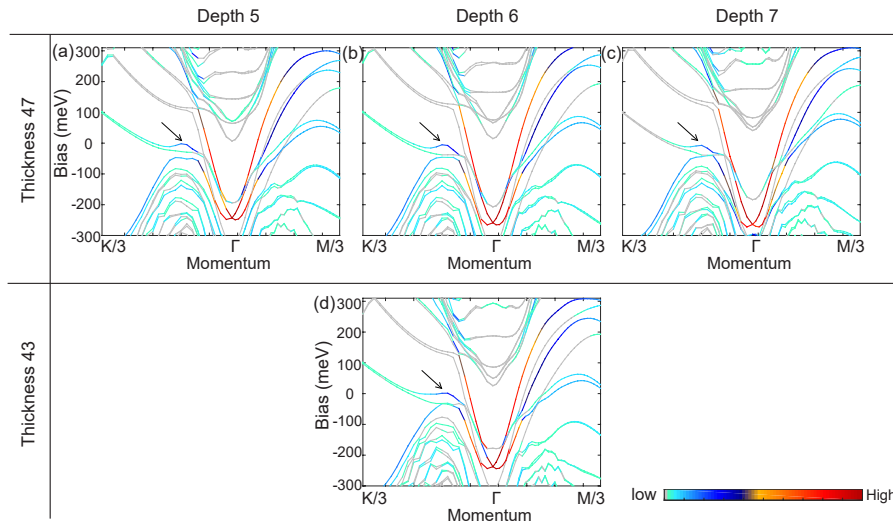 Depth 5 Depth 6 Depth 7
Thickness 47
(a) (b) (c)
Bias (meV)
300 200 100 0 -100 -200 -300
K/3 Γ M/3 K/3 Γ M/3 K/3 Γ M/3
Momentum Momentum Momentum
Thickness 43
(d)
Bias (meV)
300 200 100 0 -100 -200 -300
K/3 Γ M/3
Momentum
low High